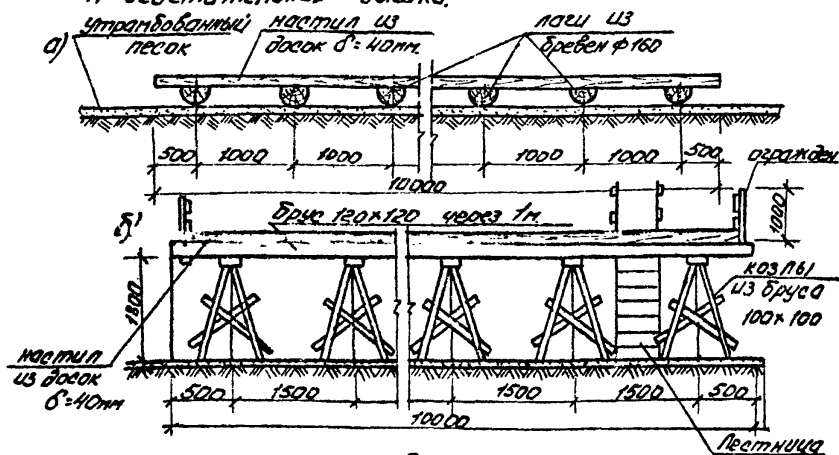 утрамбованный
песок
настил из
досок δ=40мм.
лаги из
бревен ф160
а)
500 1000 1000 1000 1000 500
10000
огражден
б)
брус 120×120 через 1м
1000
1800
козлы
из бруса
100×100
настил
из досок
δ=40мм
500 1500 1500 1500 500
10000
Лестница